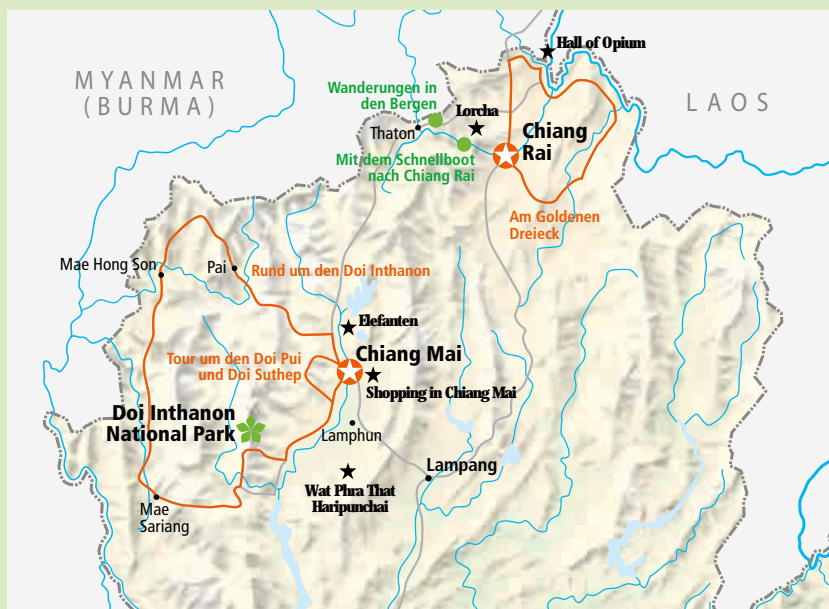 Hall of Opium
MYANMAR
(BURMA)
LAOS
Wanderungen in
den Bergen
Lorcha
Thaton
Chiang
Rai
Mit dem Schnellboot
nach Chiang Rai
Am Goldenen
Dreieck
Mae Hong Son
Pai
Rund um den Doi Inthanon
Elefanten
Chiang Mai
Tour um den Doi Pui
und Doi Suthep
Shopping in Chiang Mai
Doi Inthanon
National Park
Lamphun
Lampang
Wat Phra That
Haripunchai
Mae
Sariang